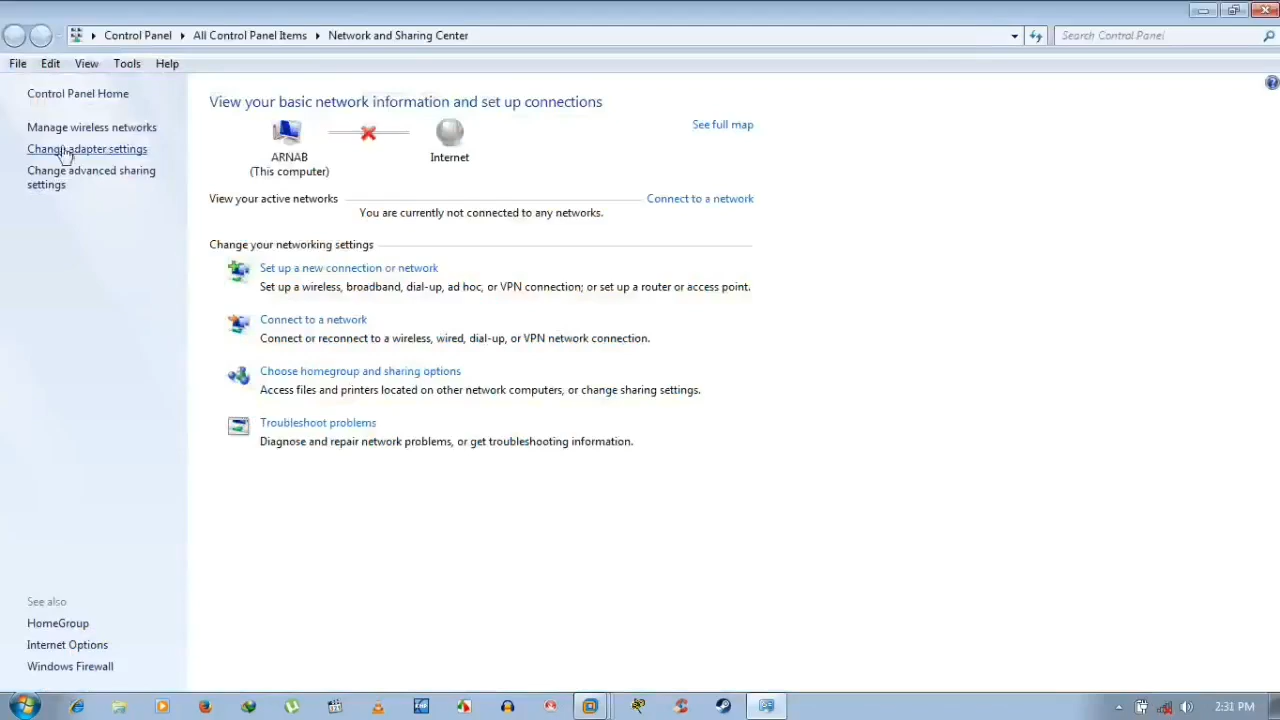 Control Panel All Control Panel Items Network and Sharing Center Search Control Panel
File Edit View Tools Help
Control Panel Home
Manage wireless networks
Change adapter settings
Change advanced sharing
settings
View your basic network information and set up connections
See full map
ARNAB
(This computer)
Internet
View your active networks Connect to a network
You are currently not connected to any networks.
Change your networking settings
Set up a new connection or network
Set up a wireless, broadband, dial-up, ad hoc, or VPN connection; or set up a router or access point.
Connect to a network
Connect or reconnect to a wireless, wired, dial-up, or VPN network connection.
Choose homegroup and sharing options
Access files and printers located on other network computers, or change sharing settings.
Troubleshoot problems
Diagnose and repair network problems, or get troubleshooting information.
See also
HomeGroup
Internet Options
Windows Firewall
2:31 PM